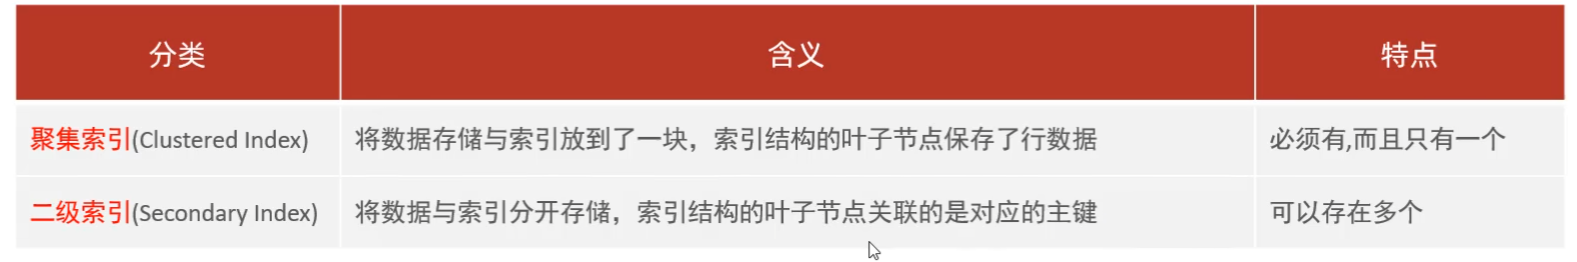 分类 含义 特点
聚集索引(Clustered Index) 将数据存储与索引放到了一块，索引结构的叶子节点保存了行数据 必须有,而且只有一个
二级索引(Secondary Index) 将数据与索引分开存储，索引结构的叶子节点关联的是对应的主键 可以存在多个